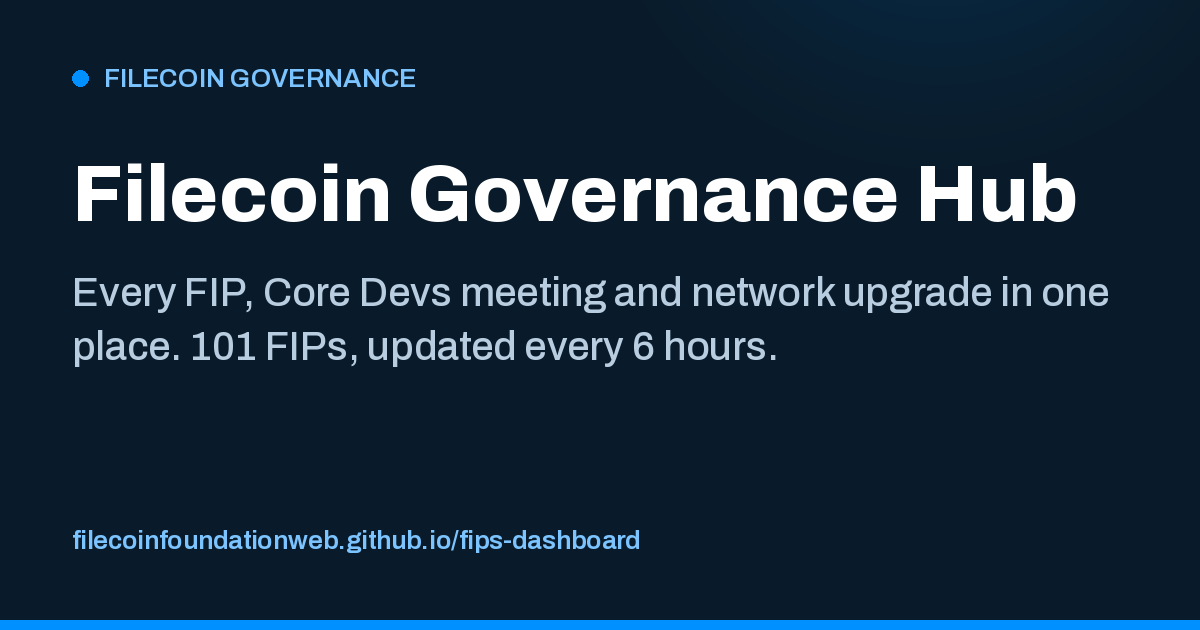 FILECOIN GOVERNANCE
Filecoin Governance Hub
Every FIP, Core Devs meeting and network upgrade in one
place. 101 FIPs, updated every 6 hours.
filecoinfoundationweb.github.io/fips-dashboard